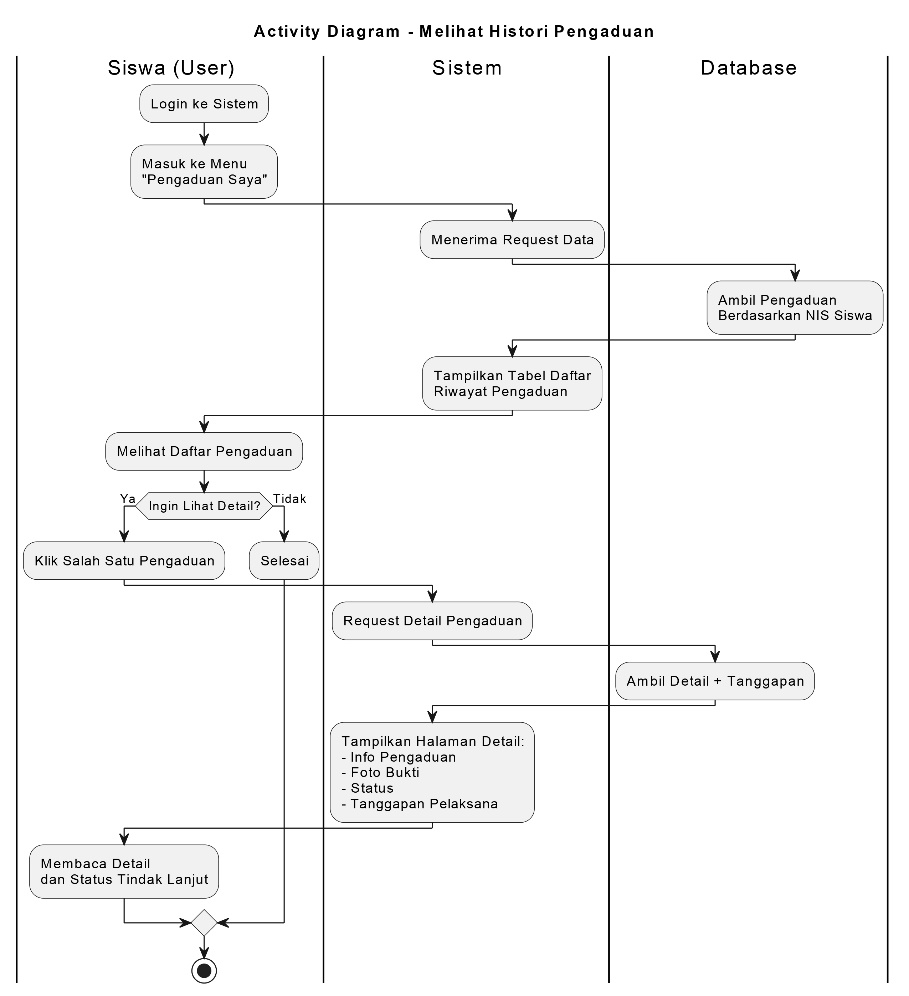 Activity Diagram - Melihat Histori Pengaduan
Siswa (User)
Sistem
Database
Login ke Sistem
Masuk ke Menu
"Pengaduan Saya"
Menerima Request Data
Ambil Pengaduan
Berdasarkan NIS Siswa
Tampilkan Tabel Daftar
Riwayat Pengaduan
Melihat Daftar Pengaduan
Ya
Ingin Lihat Detail?
Tidak
Klik Salah Satu Pengaduan
Selesai
Request Detail Pengaduan
Ambil Detail + Tanggapan
Tampilkan Halaman Detail:
- Info Pengaduan
- Foto Bukti
- Status
- Tanggapan Pelaksana
Membaca Detail
dan Status Tindak Lanjut